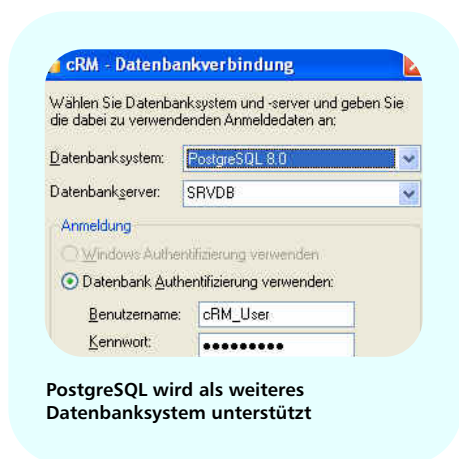 cRM - Datenbankverbindung
Wählen Sie Datenbanksystem und -server und geben Sie
die dabei zu verwendenden Anmeldedaten an:
Datenbanksystem: PostgreSQL 8.0
Datenbankserver: SRVDB
Anmeldung
Windows Authentifizierung verwenden
Datenbank Authentifizierung verwenden:
Benutzername: cRM_User
Kennwort: •••••••••
PostgreSQL wird als weiteres
Datenbanksystem unterstützt